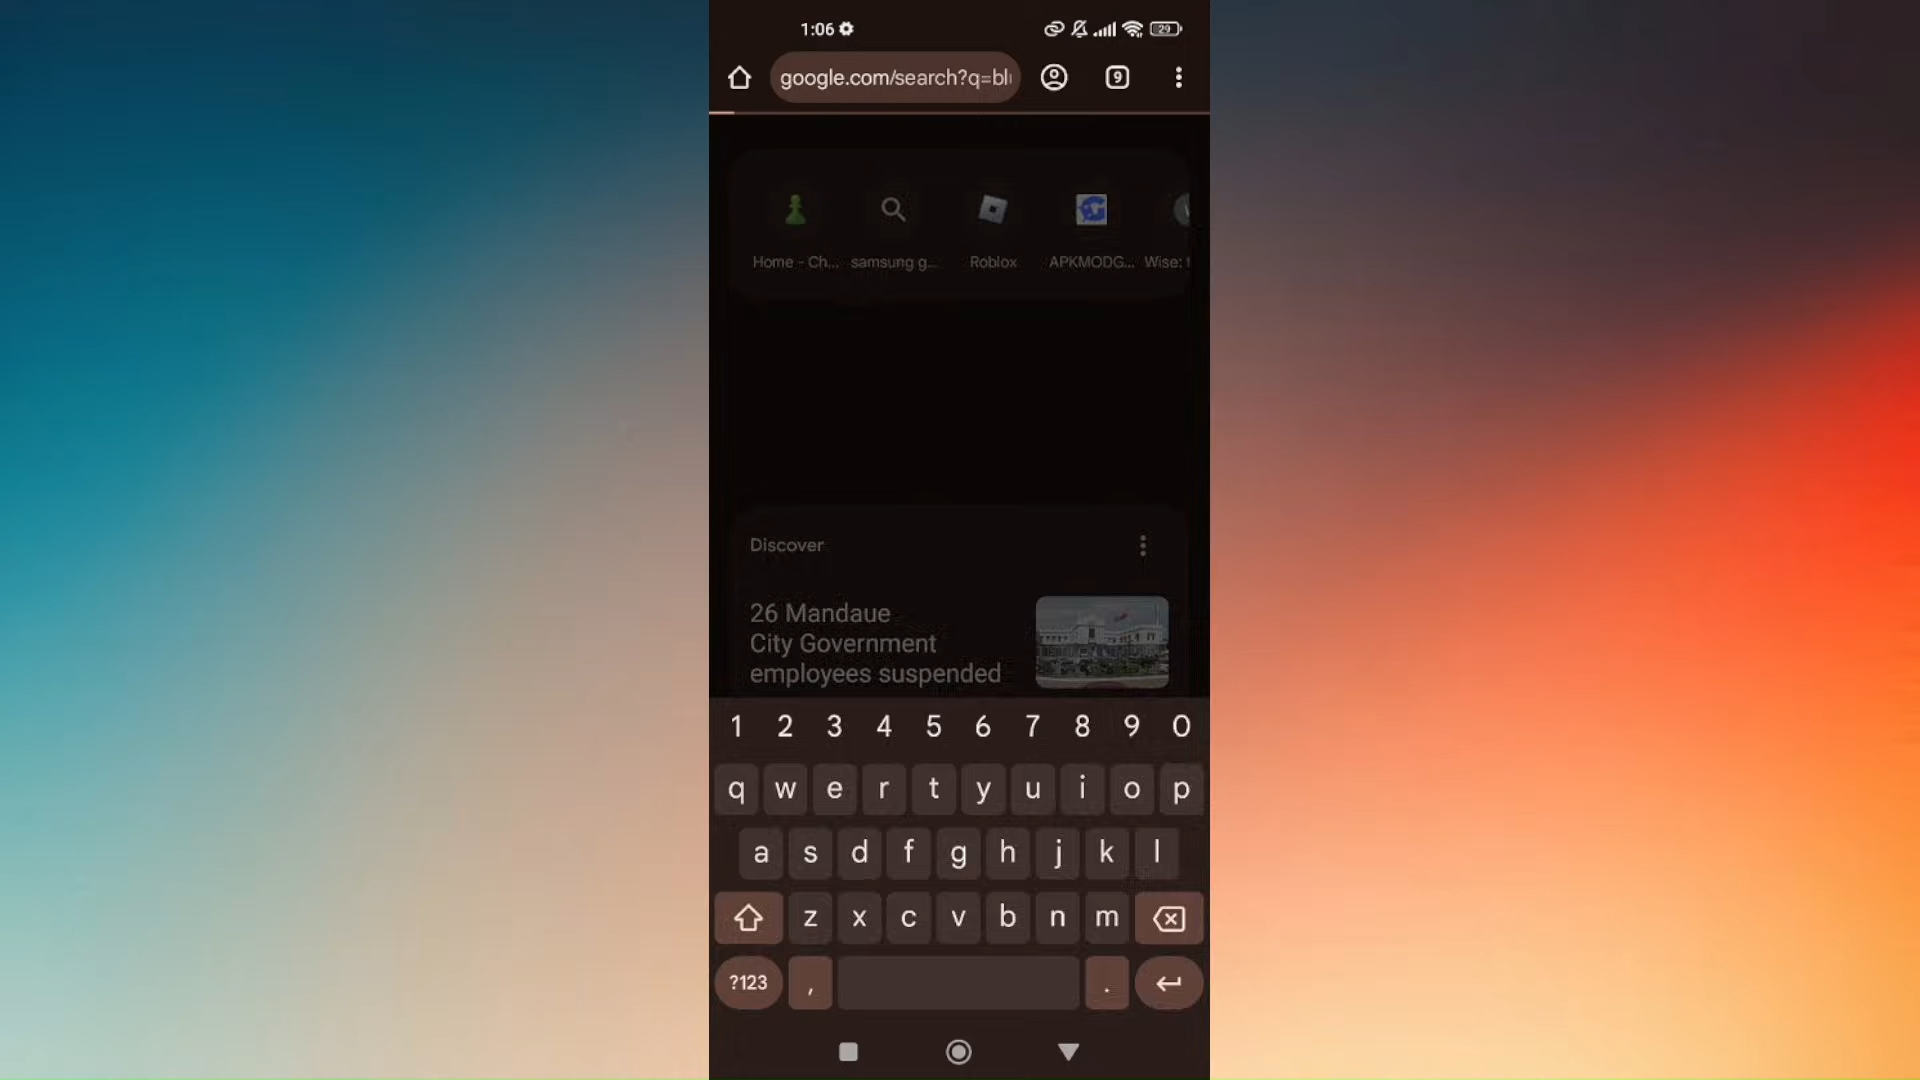 1:06
29
google.com/search?q=bl
9
Home - Ch...
samsung g...
Roblox
APKMODG...
Wise:
Discover
26 Mandaue
City Government
employees suspended
1 2 3 4 5 6 7 8 9 0
q w e r t y u i o p
a s d f g h j k l
z x c v b n m
?123 , .